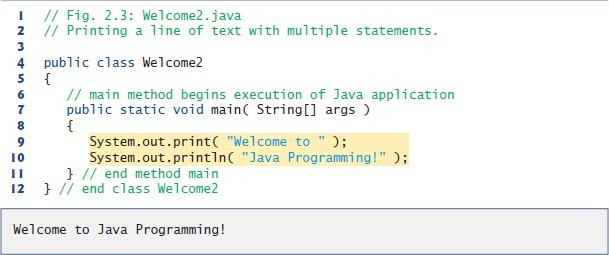 1 // Fig. 2.3: Welcome2.java
2 // Printing a line of text with multiple statements.
3
4 public class Welcome2
5 {
6 // main method begins execution of Java application
7 public static void main( String[] args )
8 {
9 System.out.print( "Welcome to " );
10 System.out.println( "Java Programming!" );
11 } // end method main
12 } // end class Welcome2
Welcome to Java Programming!